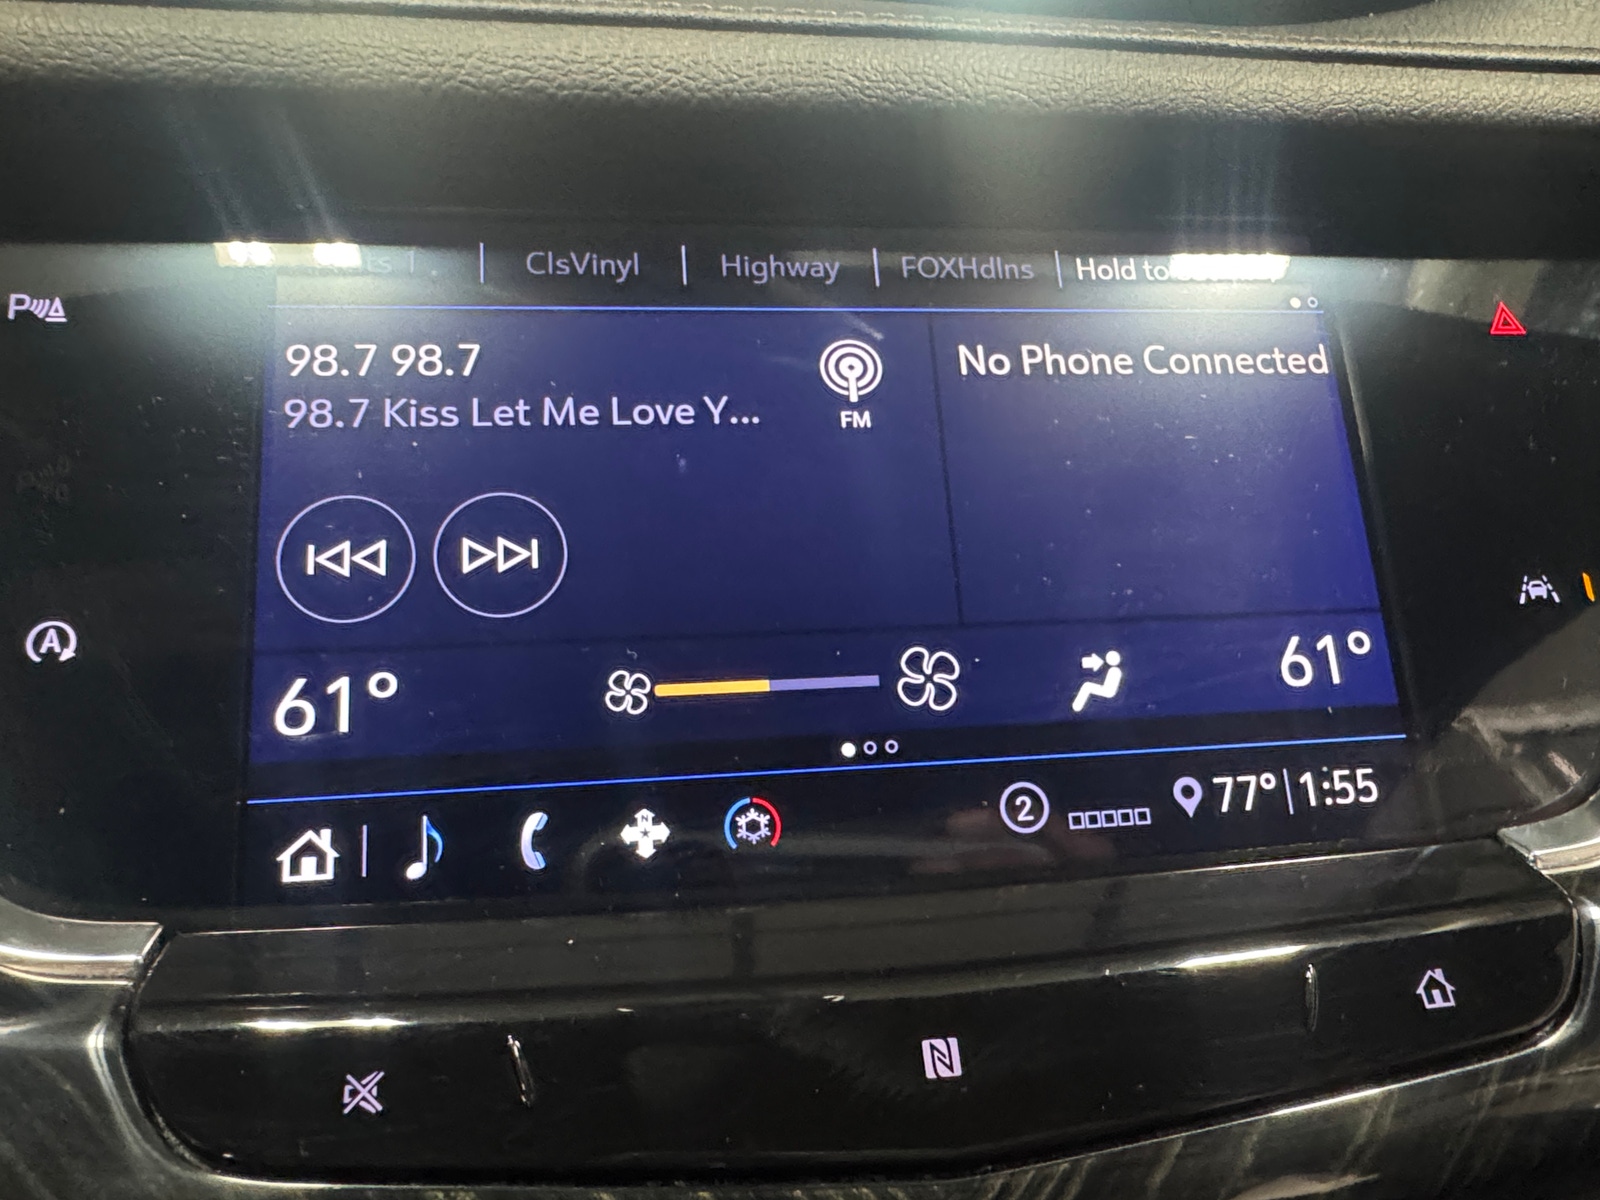 ClsVinyl
Highway
FOXHdlns
Hold to
98.7 98.7
98.7 Kiss Let Me Love Y...
FM
No Phone Connected
61°
61°
2
77° | 1:55
P
A
N
N